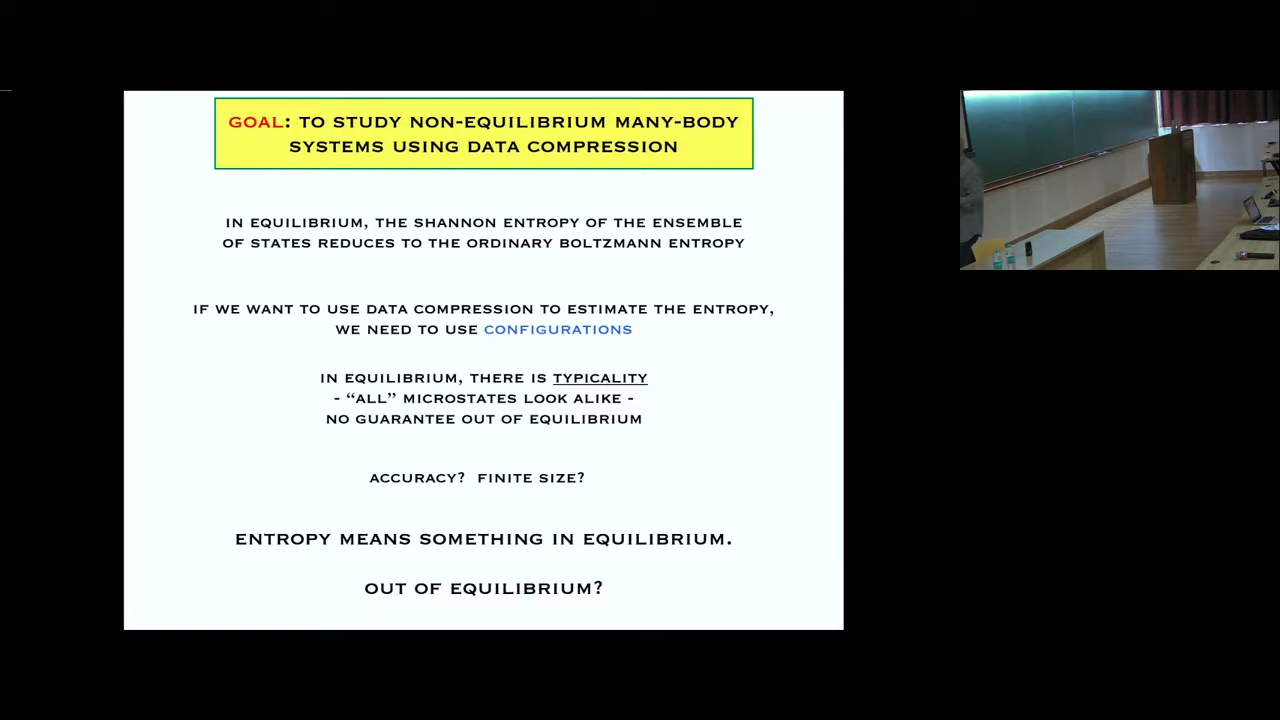 GOAL: TO STUDY NON-EQUILIBRIUM MANY-BODY
SYSTEMS USING DATA COMPRESSION
IN EQUILIBRIUM, THE SHANNON ENTROPY OF THE ENSEMBLE
OF STATES REDUCES TO THE ORDINARY BOLTZMANN ENTROPY
IF WE WANT TO USE DATA COMPRESSION TO ESTIMATE THE ENTROPY,
WE NEED TO USE CONFIGURATIONS
IN EQUILIBRIUM, THERE IS TYPICALITY
- “ALL” MICROSTATES LOOK ALIKE -
NO GUARANTEE OUT OF EQUILIBRIUM
ACCURACY? FINITE SIZE?
ENTROPY MEANS SOMETHING IN EQUILIBRIUM.
OUT OF EQUILIBRIUM?